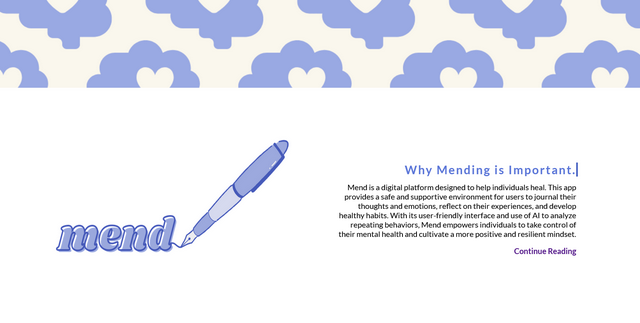 mend
Why Mending is Important.
Mend is a digital platform designed to help individuals heal. This app
provides a safe and supportive environment for users to journal their
thoughts and emotions, reflect on their experiences, and develop
healthy habits. With its user-friendly interface and use of AI to analyze
repeating behaviors, Mend empowers individuals to take control of
their mental health and cultivate a more positive and resilient mindset.
Continue Reading